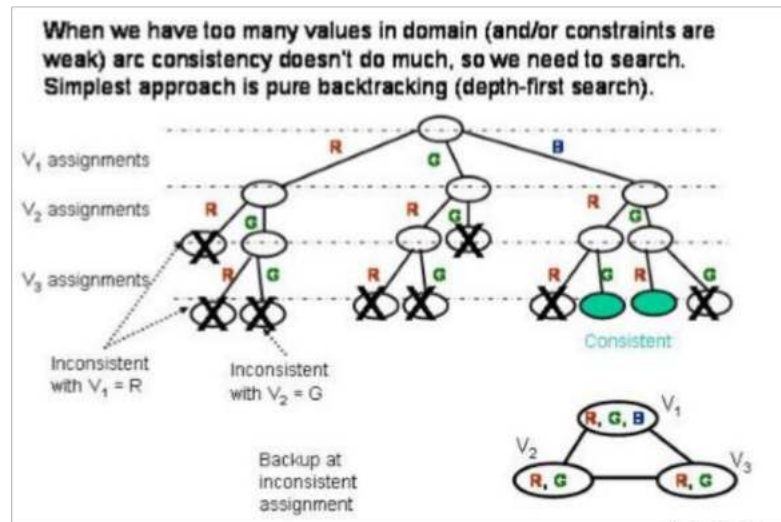 When we have too many values in domain (and/or constraints are
weak) arc consistency doesn't do much, so we need to search.
Simplest approach is pure backtracking (depth-first search).
R G B
V₁ assignments
V₂ assignments
R G R G R G
V₃ assignments
R G R G R G R G
Consistent
Inconsistent
with V₁ = R
Inconsistent
with V₂ = G
Backup at
inconsistent
assignment
R, G, B V₁
V₂ V₃
R, G R, G